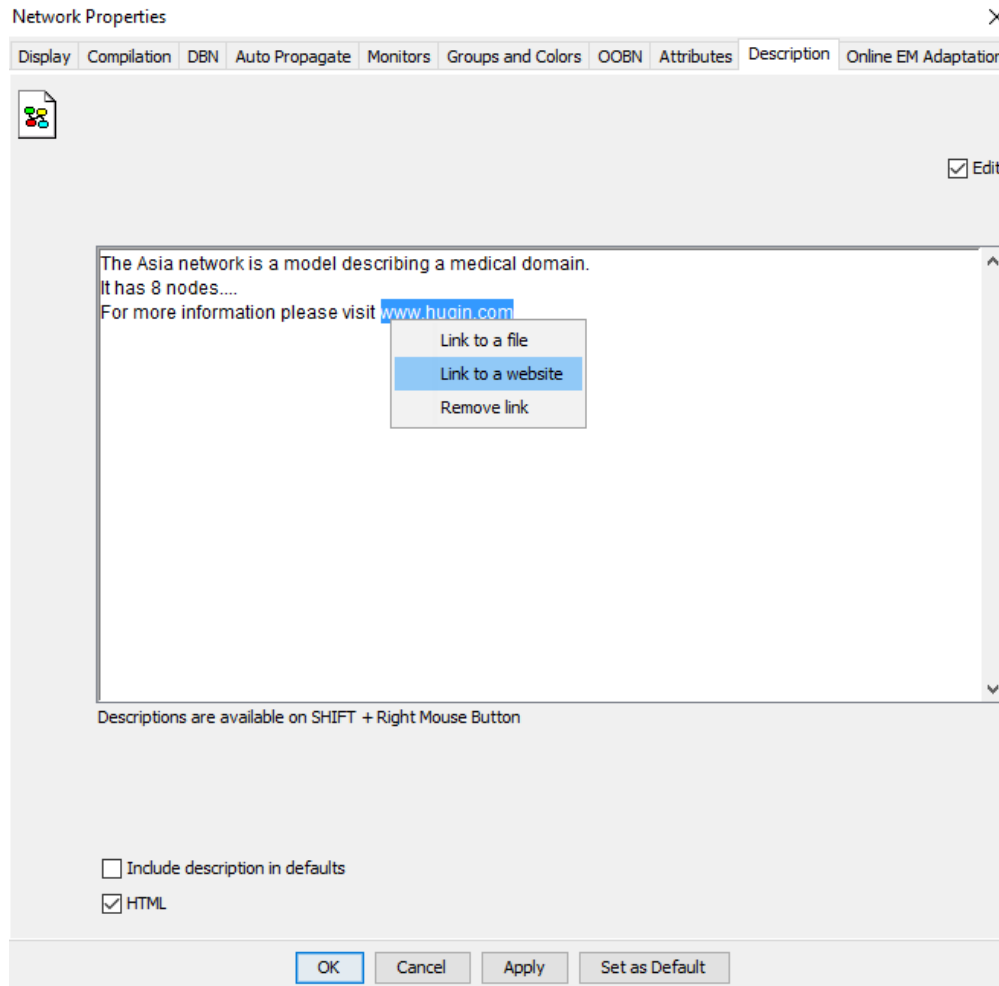 Network Properties
Display Compilation DBN Auto Propagate Monitors Groups and Colors OOBN Attributes Description Online EM Adaptation
Edit
The Asia network is a model describing a medical domain.
It has 8 nodes....
For more information please visit www.hugin.com
Link to a file
Link to a website
Remove link
Descriptions are available on SHIFT + Right Mouse Button
Include description in defaults
HTML
OK Cancel Apply Set as Default